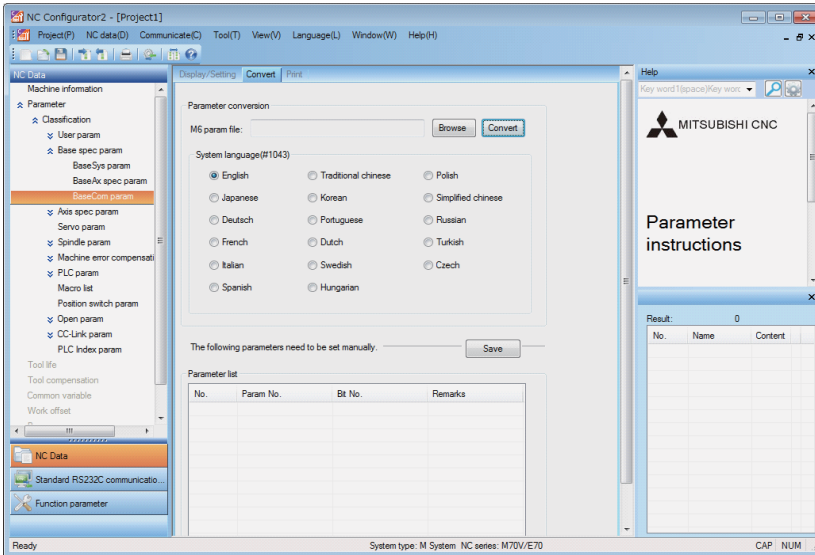 NC Configurator2 - [Project1]
Project(P) NC data(D) Communicate(C) Tool(T) View(V) Language(L) Window(W) Help(H)
NC Data
Machine information
Parameter
Classification
User param
Base spec param
BaseSys param
BaseAx spec param
BaseCom param
Axis spec param
Servo param
Spindle param
Machine error compensati
PLC param
Macro list
Position switch param
Open param
CC-Link param
PLC Index param
Tool life
Tool compensation
Common variable
Work offset
NC Data
Standard RS232C communicatio...
Function parameter
Display/Setting Convert Print
Parameter conversion
M6 param file: Browse Convert
System language(#1043)
English Traditional chinese Polish
Japanese Korean Simplified chinese
Deutsch Portuguese Russian
French Dutch Turkish
Italian Swedish Czech
Spanish Hungarian
The following parameters need to be set manually. Save
Parameter list
No. Param No. Bit No. Remarks
Help
Key word1(space)Key wor
MITSUBISHI CNC
Parameter
instructions
Result: 0
No. Name Content
Ready System type: M System NC series: M70V/E70 CAP NUM